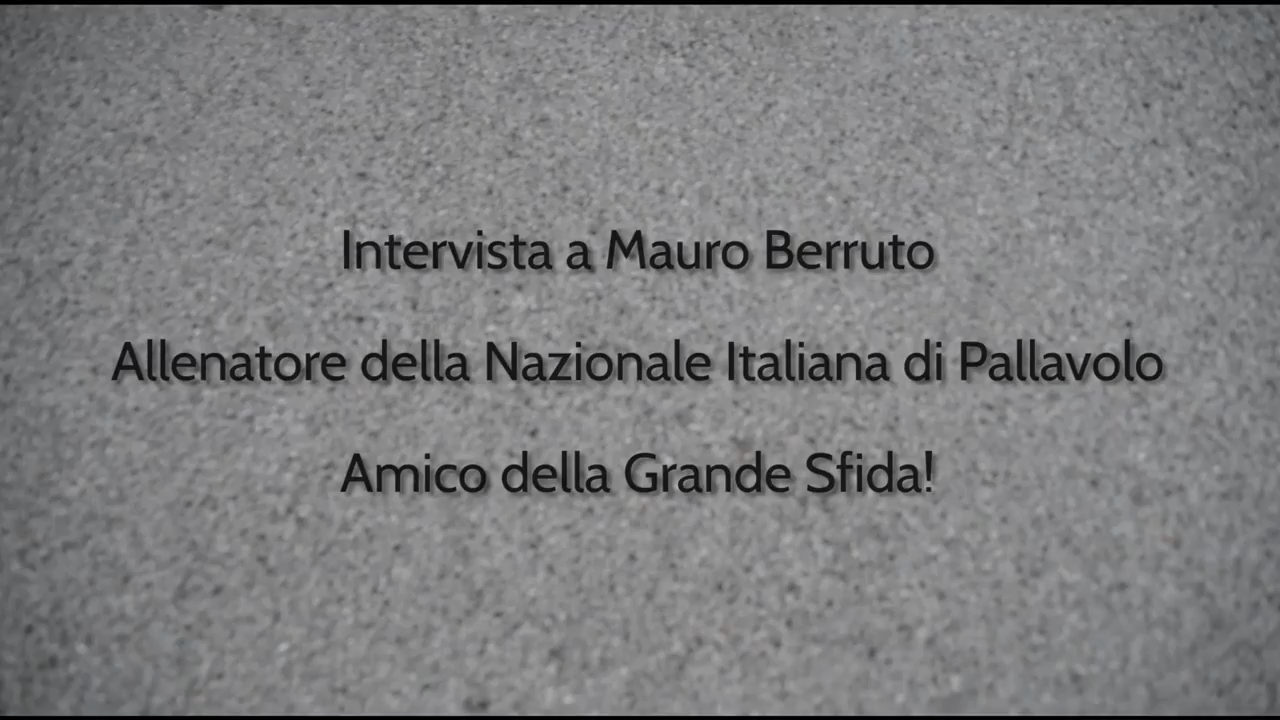 Intervista a Mauro Berruto
Allenatore della Nazionale Italiana di Pallavolo
Amico della Grande Sfida!